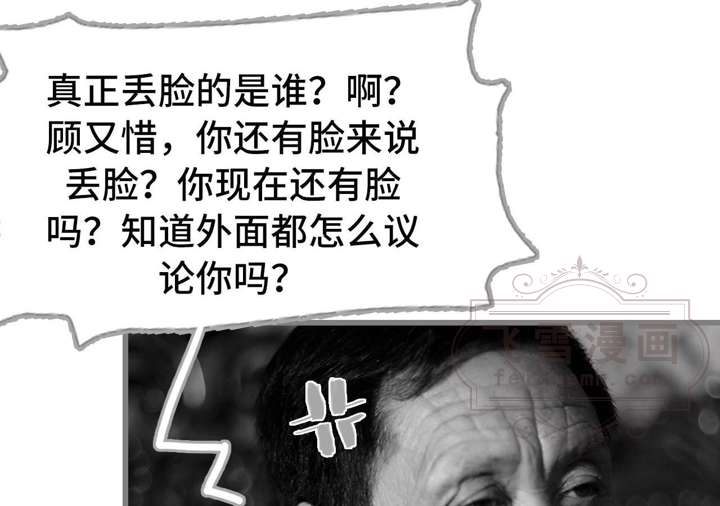 真正丢脸的是谁？啊？
顾又惜，你还有脸来说
丢脸？你现在还有脸
吗？知道外面都怎么议
论你吗？
飞雪漫画